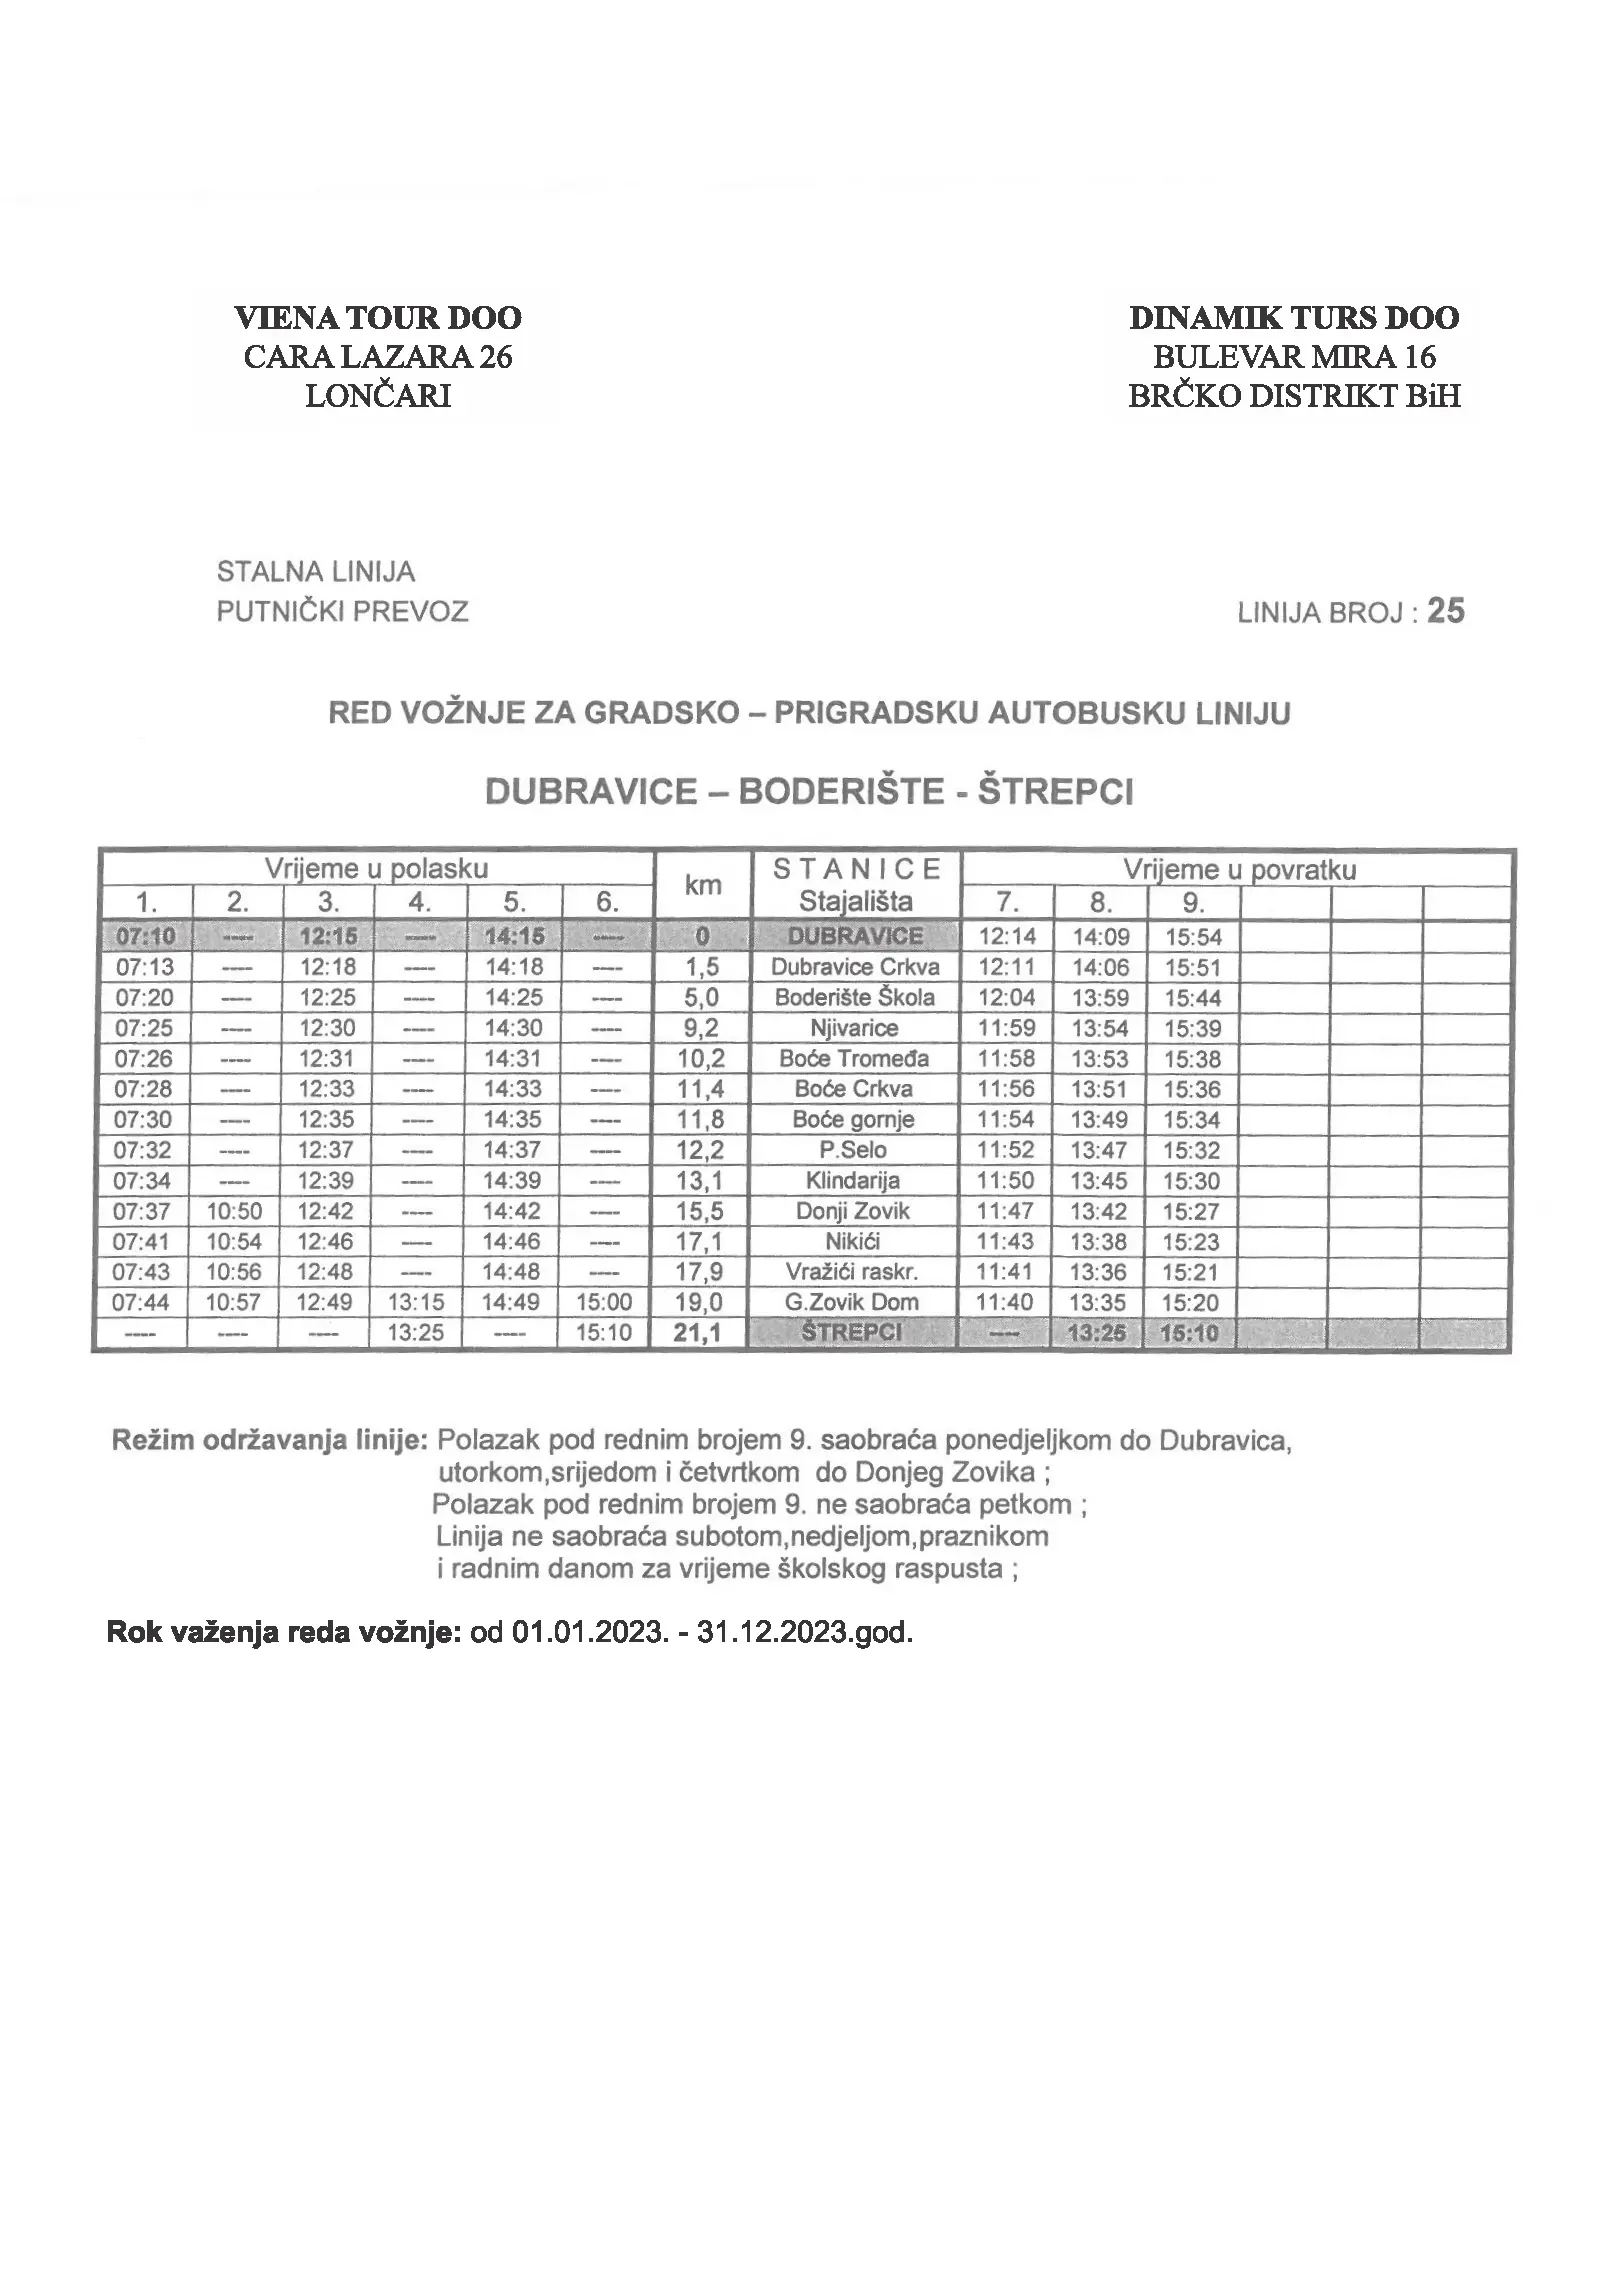 VIENA TOUR DOO
CARA LAZARA 26
LONČARI
DINAMIK TURS DOO
BULEVAR MIRA 16
BRČKO DISTRIKT BiH
STALNA LINIJA
PUTNIČKI PREVOZ
LINIJA BROJ : 25
RED VOŽNJE ZA GRADSKO – PRIGRADSKU AUTOBUSKU LINIJU
DUBRAVICE – BODERIŠTE - ŠTREPCI
Vrijeme u polasku km STANICE Vrijeme u povratku
1. 2. 3. 4. 5. 6. Stajališta 7. 8. 9.
07:10 ---- 12:15 ---- 14:15 ---- 0 DUBRAVICE 12:14 14:09 15:54
07:13 ---- 12:18 ---- 14:18 ---- 1,5 Dubravice Crkva 12:11 14:06 15:51
07:20 ---- 12:25 ---- 14:25 ---- 5,0 Boderište Škola 12:04 13:59 15:44
07:25 ---- 12:30 ---- 14:30 ---- 9,2 Njivarice 11:59 13:54 15:39
07:26 ---- 12:31 ---- 14:31 ---- 10,2 Boće Tromeđa 11:58 13:53 15:38
07:28 ---- 12:33 ---- 14:33 ---- 11,4 Boće Crkva 11:56 13:51 15:36
07:30 ---- 12:35 ---- 14:35 ---- 11,8 Boće gornje 11:54 13:49 15:34
07:32 ---- 12:37 ---- 14:37 ---- 12,2 P.Selo 11:52 13:47 15:32
07:34 ---- 12:39 ---- 14:39 ---- 13,1 Klindarija 11:50 13:45 15:30
07:37 10:50 12:42 ---- 14:42 ---- 15,5 Donji Zovik 11:47 13:42 15:27
07:41 10:54 12:46 ---- 14:46 ---- 17,1 Nikići 11:43 13:38 15:23
07:43 10:56 12:48 ---- 14:48 ---- 17,9 Vražići raskr. 11:41 13:36 15:21
07:44 10:57 12:49 13:15 14:49 15:00 19,0 G.Zovik Dom 11:40 13:35 15:20
---- ---- ---- 13:25 ---- 15:10 21,1 ŠTREPCI ---- 13:25 15:10
Režim održavanja linije: Polazak pod rednim brojem 9. saobraća ponedjeljkom do Dubravica,
utorkom,srijedom i četvrtkom do Donjeg Zovika ;
Polazak pod rednim brojem 9. ne saobraća petkom ;
Linija ne saobraća subotom,nedjeljom,praznikom
i radnim danom za vrijeme školskog raspusta ;
Rok važenja reda vožnje: od 01.01.2023. - 31.12.2023.god.